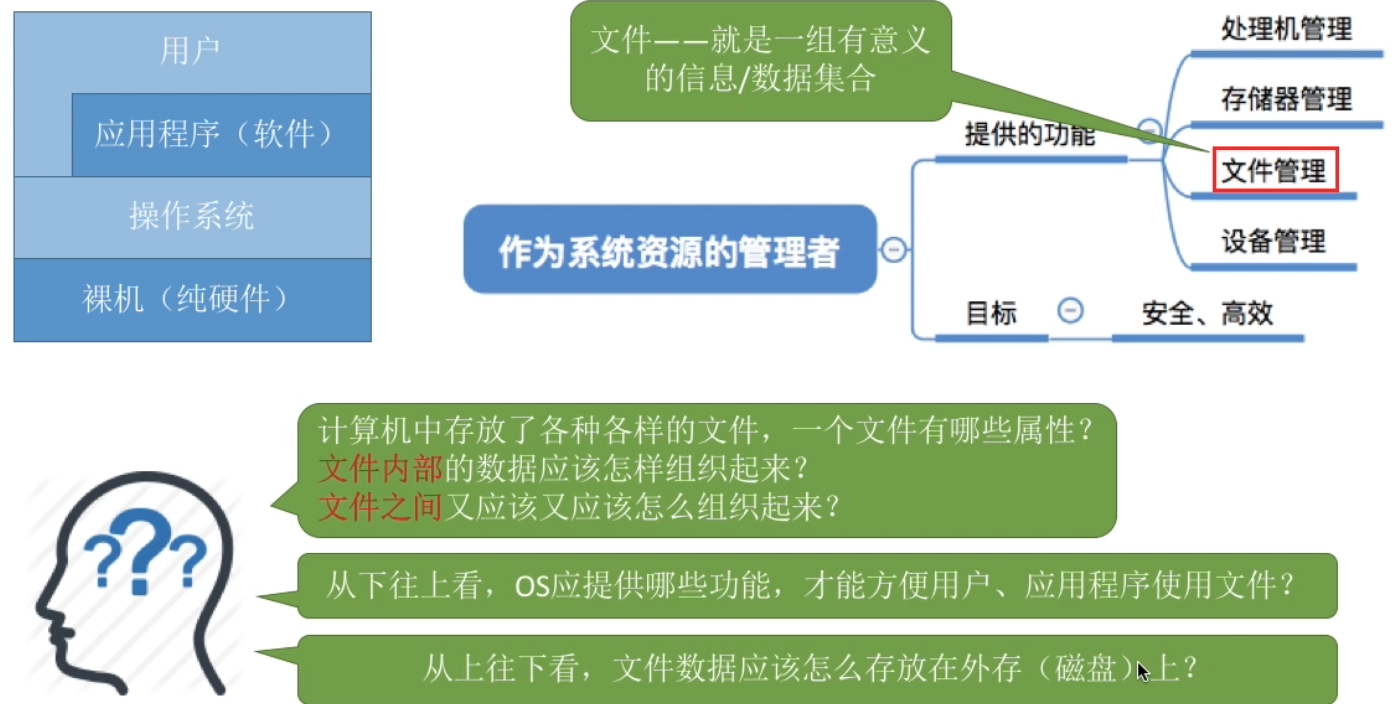 用户
应用程序（软件）
操作系统
裸机（纯硬件）
文件——就是一组有意义
的信息/数据集合
作为系统资源的管理者
提供的功能
处理机管理
存储器管理
文件管理
设备管理
目标
安全、高效
计算机中存放了各种各样的文件，一个文件有哪些属性？
文件内部的数据应该怎样组织起来？
文件之间又应该又应该怎么组织起来？
从下往上看，OS应提供哪些功能，才能方便用户、应用程序使用文件？
从上往下看，文件数据应该怎么存放在外存（磁盘）上？
???